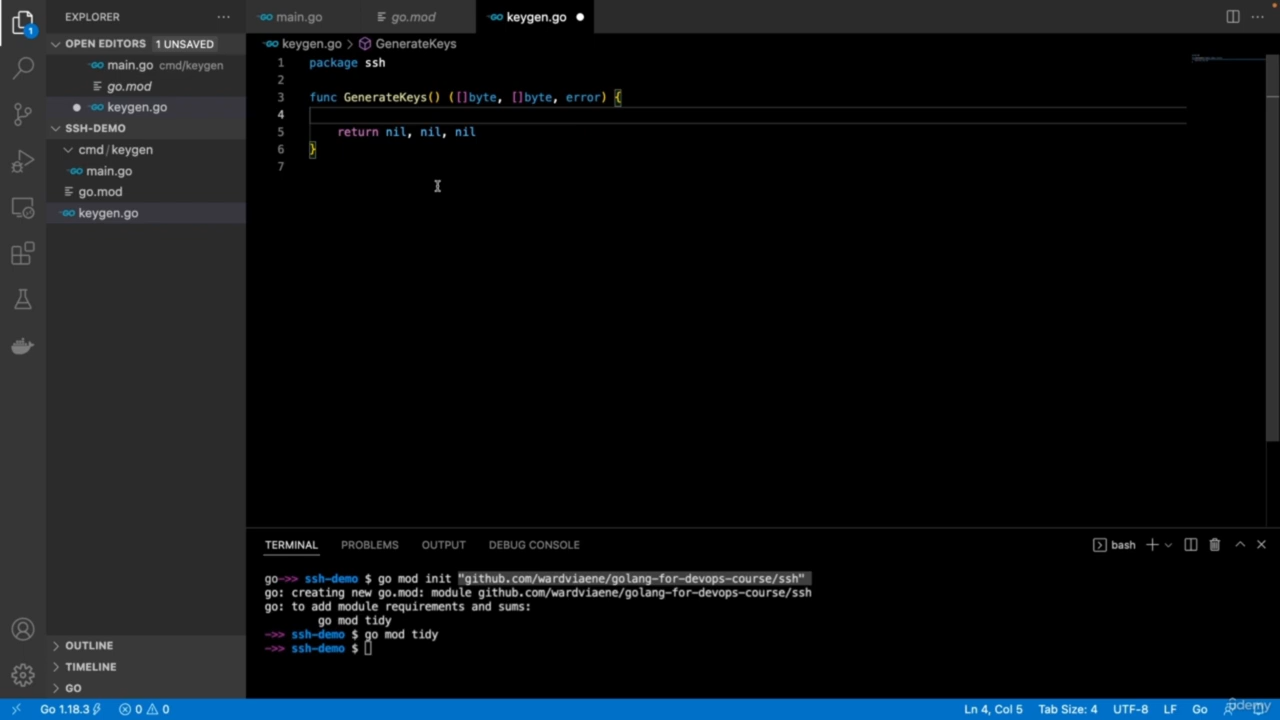 EXPLORER
OPEN EDITORS 1 UNSAVED
main.go cmd/keygen
go.mod
keygen.go
SSH-DEMO
cmd / keygen
main.go
go.mod
keygen.go
OUTLINE
TIMELINE
GO
1
main.go go.mod keygen.go
keygen.go > GenerateKeys
1 package ssh
2
3 func GenerateKeys() ([]byte, []byte, error) {
4
5     return nil, nil, nil
6 }
7
TERMINAL PROBLEMS OUTPUT DEBUG CONSOLE bash
go->> ssh-demo $ go mod init "github.com/wardviaene/golang-for-devops-course/ssh"
go: creating new go.mod: module github.com/wardviaene/golang-for-devops-course/ssh
go: to add module requirements and sums:
        go mod tidy
->> ssh-demo $ go mod tidy
->> ssh-demo $
Go 1.18.3 0 0 Ln 4, Col 5 Tab Size: 4 UTF-8 LF Go
udemy